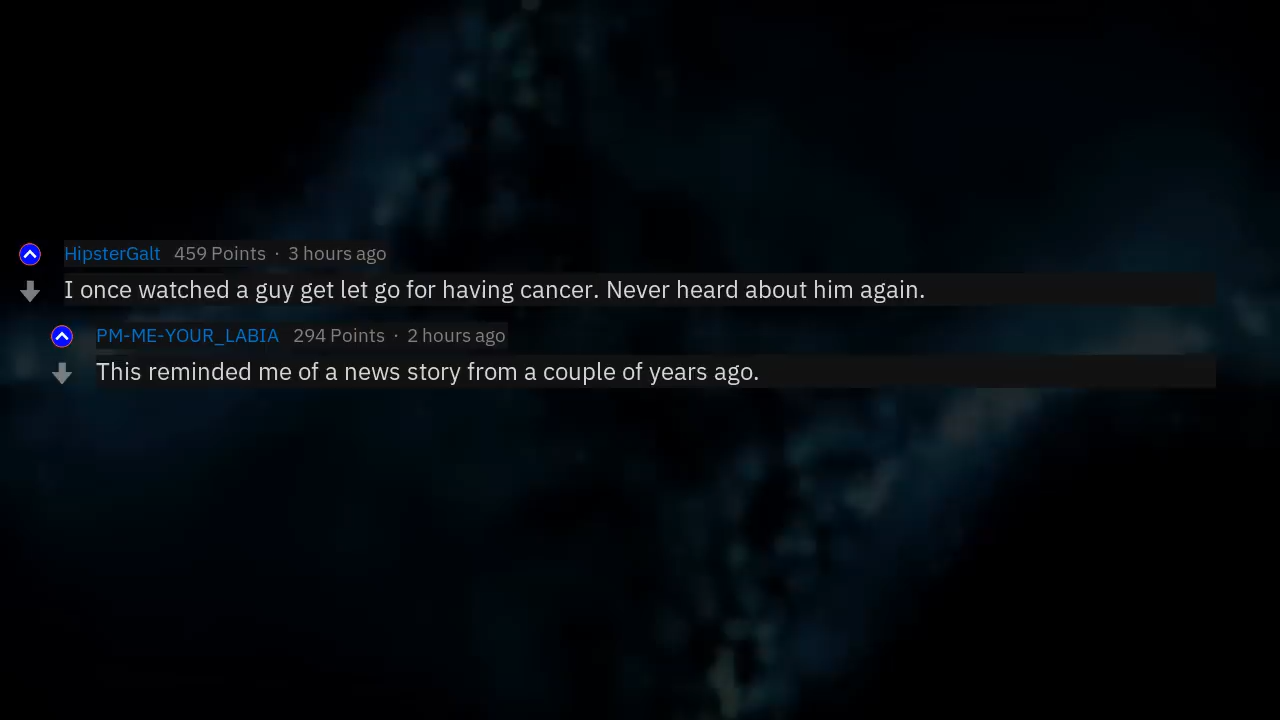 HipsterGalt 459 Points · 3 hours ago
I once watched a guy get let go for having cancer. Never heard about him again.
PM-ME-YOUR_LABIA 294 Points · 2 hours ago
This reminded me of a news story from a couple of years ago.